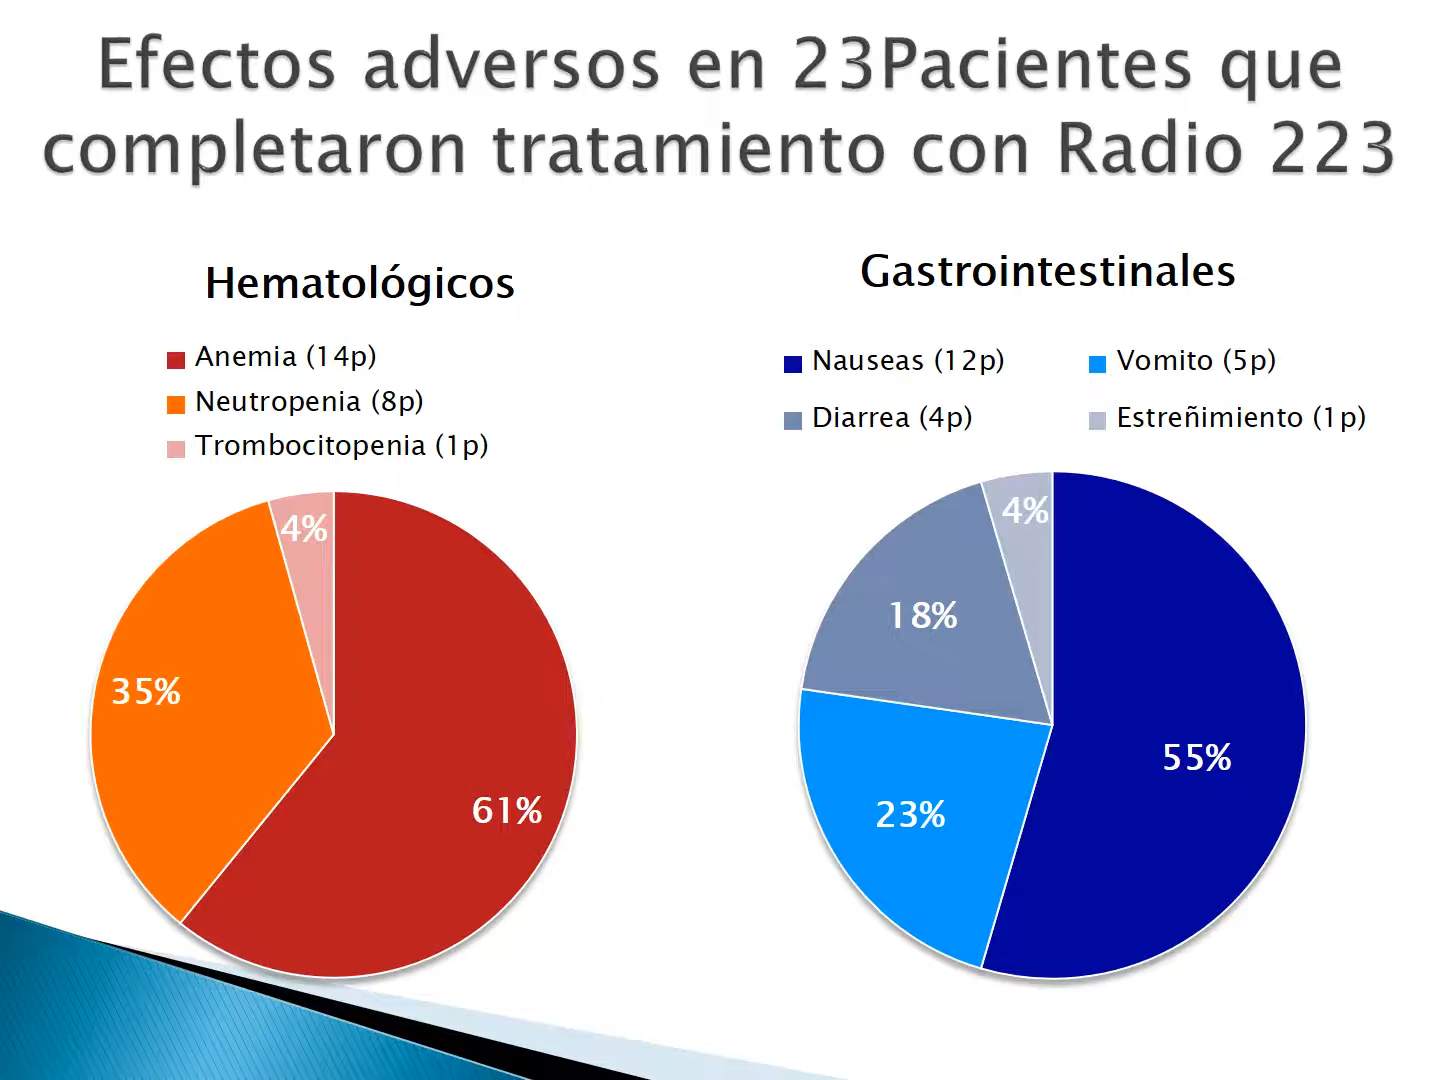 Efectos adversos en 23Pacientes que
completaron tratamiento con Radio 223
Hematológicos
Anemia (14p)
Neutropenia (8p)
Trombocitopenia (1p)
4%
35%
61%
Gastrointestinales
Nauseas (12p) Vomito (5p)
Diarrea (4p) Estreñimiento (1p)
4%
18%
55%
23%